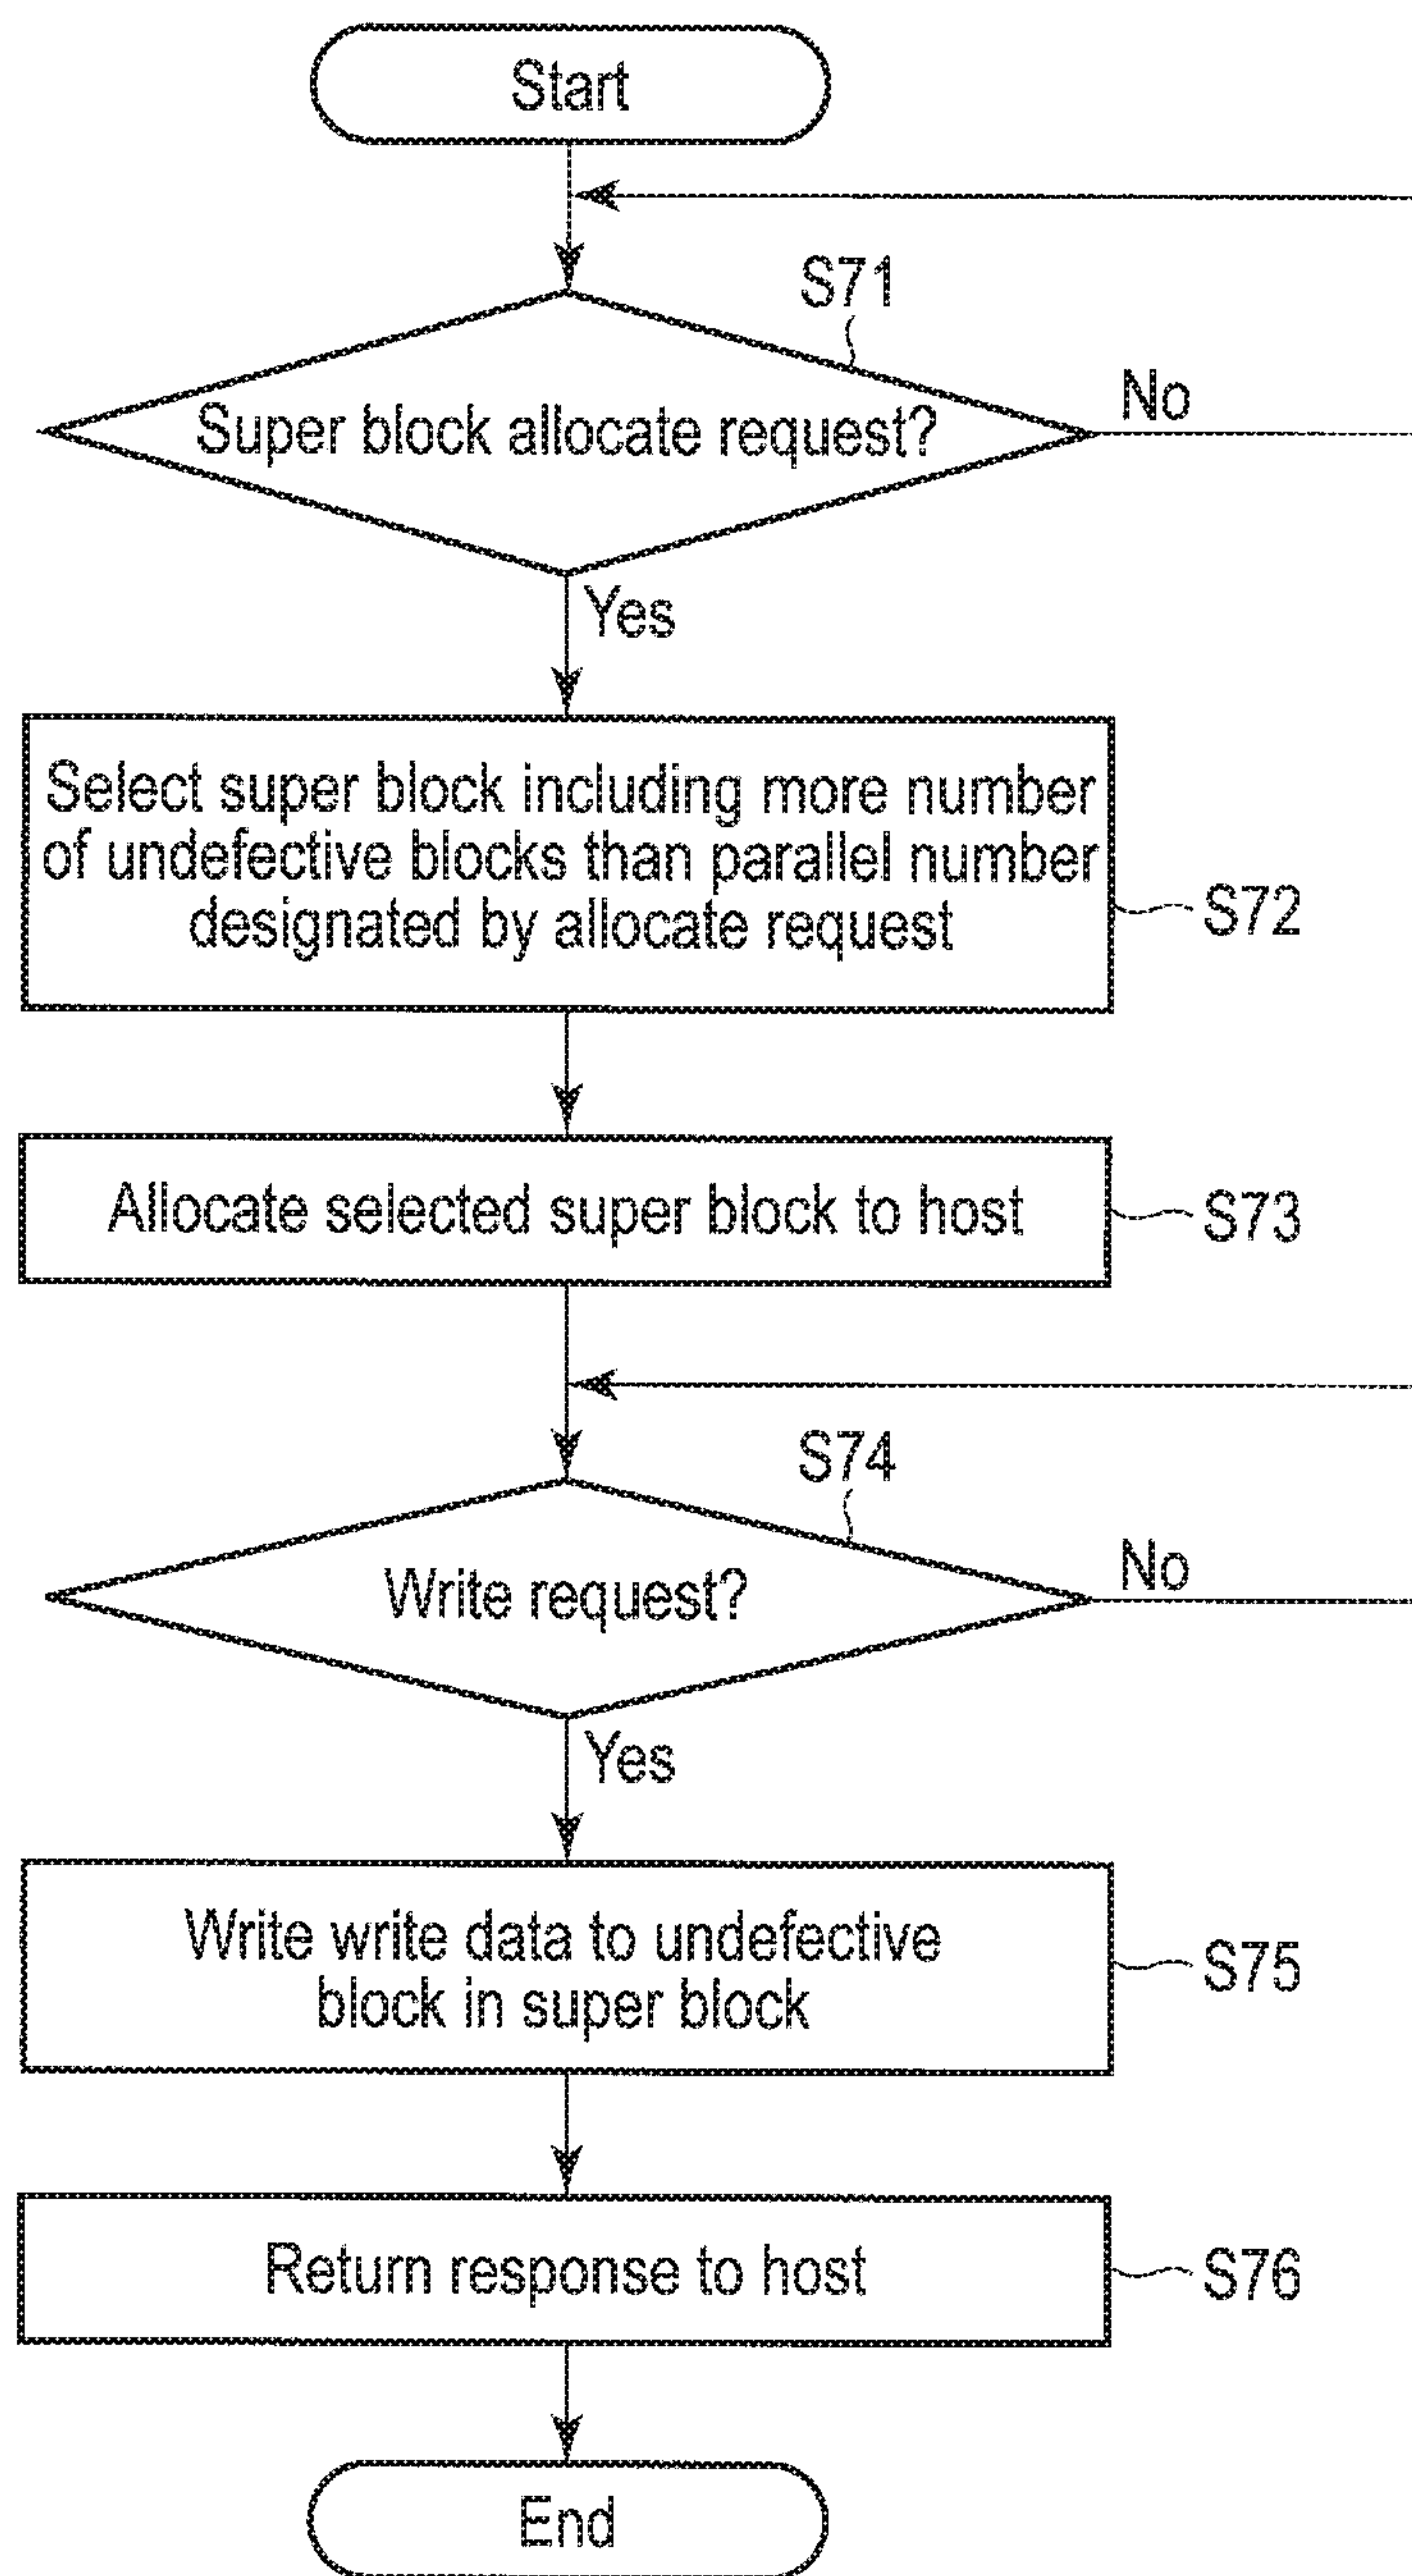 Start
S71
Super block allocate request?
No
Yes
Select super block including more number
of undefective blocks than parallel number
designated by allocate request
S72
Allocate selected super block to host
S73
S74
Write request?
No
Yes
Write write data to undefective
block in super block
S75
Return response to host
S76
End